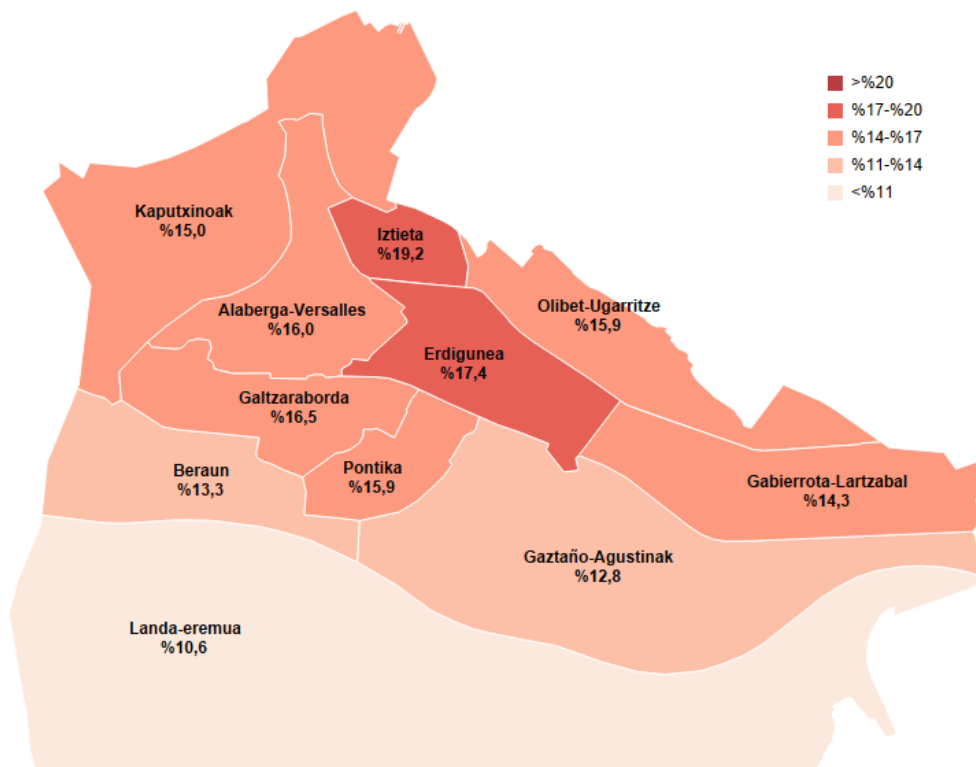 >%20
%17-%20
%14-%17
%11-%14
<%11
Kaputxinoak
%15,0
Iztieta
%19,2
Alaberga-Versalles
%16,0
Olibet-Ugarritze
%15,9
Erdigunea
%17,4
Galtzaraborda
%16,5
Beraun
%13,3
Pontika
%15,9
Gabierrota-Lartzabal
%14,3
Gaztaño-Agustinak
%12,8
Landa-eremua
%10,6